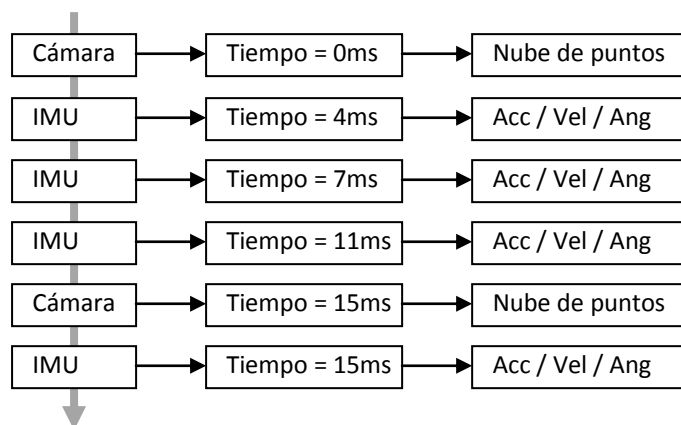 Cámara Tiempo = 0ms Nube de puntos
IMU Tiempo = 4ms Acc / Vel / Ang
IMU Tiempo = 7ms Acc / Vel / Ang
IMU Tiempo = 11ms Acc / Vel / Ang
Cámara Tiempo = 15ms Nube de puntos
IMU Tiempo = 15ms Acc / Vel / Ang